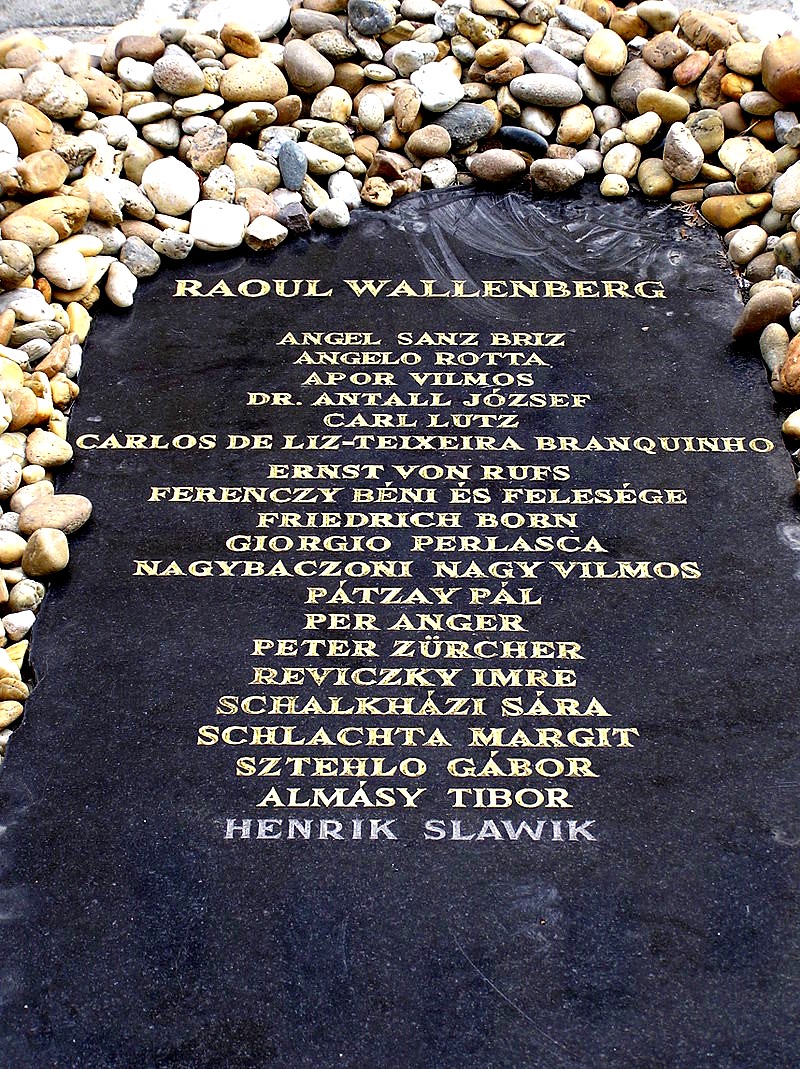 RAOUL WALLENBERG
ANGEL SANZ BRIZ
ANGELO ROTTA
APOR VILMOS
DR. ANTALL JÓZSEF
CARL LUTZ
CARLOS DE LIZ-TEIXEIRA BRANQUINHO
ERNST VON RUFS
FERENCZY BÉNI ÉS FELESÉGE
FRIEDRICH BORN
GIORGIO PERLASCA
NAGYBACZONI NAGY VILMOS
PÁTZAY PÁL
PER ANGER
PETER ZÜRCHER
REVICZKY IMRE
SCHALKHÁZI SÁRA
SCHLACHTA MARGIT
SZTEHLO GÁBOR
ALMÁSY TIBOR
HENRIK SLAWIK